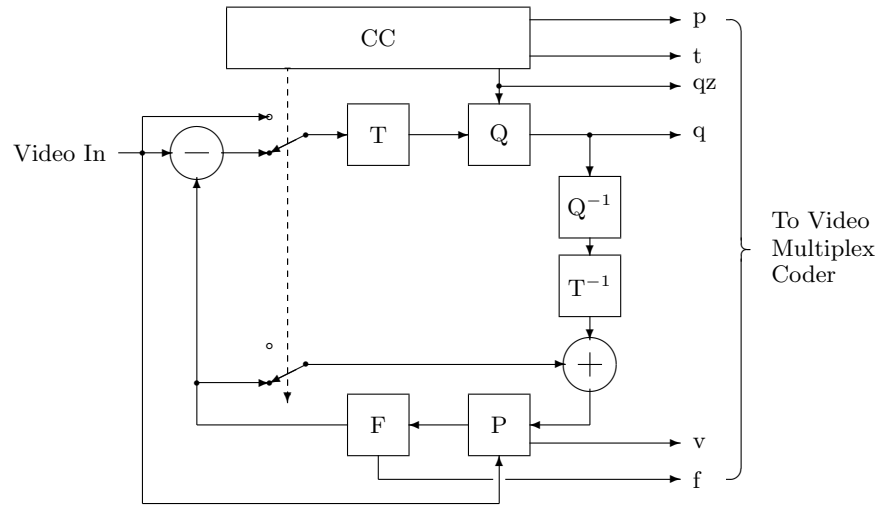 CC
p
t
qz
T
Q
q
Video In
Q⁻¹
T⁻¹
To Video
Multiplex
Coder
F
P
v
f